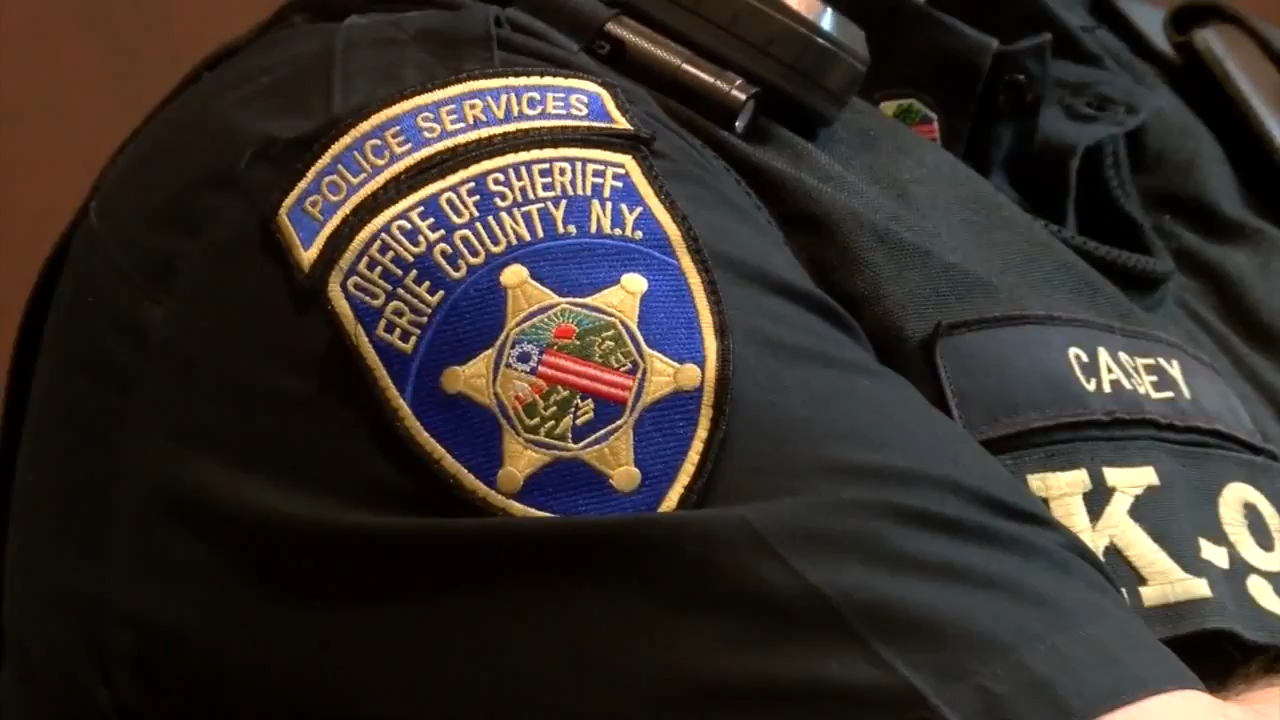 POLICE SERVICES
OFFICE OF SHERIFF
ERIE COUNTY, N.Y.
CASEY
K-9